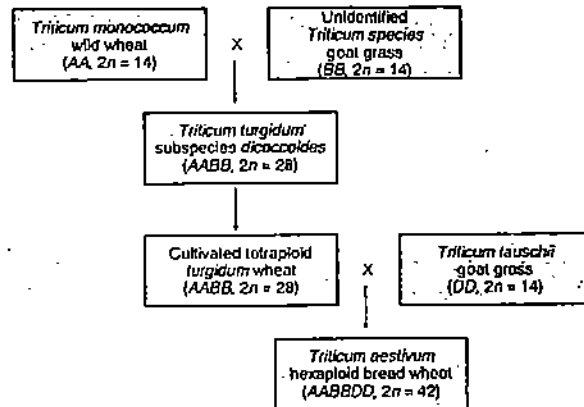 Triticum monococcum
wild wheat
(AA, 2n = 14)
X
Unidentified
Triticum species
goat grass
(BB, 2n = 14)
Triticum turgidum
subspecies dicoccoides
(AABB, 2n = 28)
Cultivated totraploid
turgidum wheat
(AABB, 2n = 28)
X
Triticum tauschii
goat grass
(DD, 2n = 14)
Triticum aestivum
hexaploid bread wheat
(AABBDD, 2n = 42)